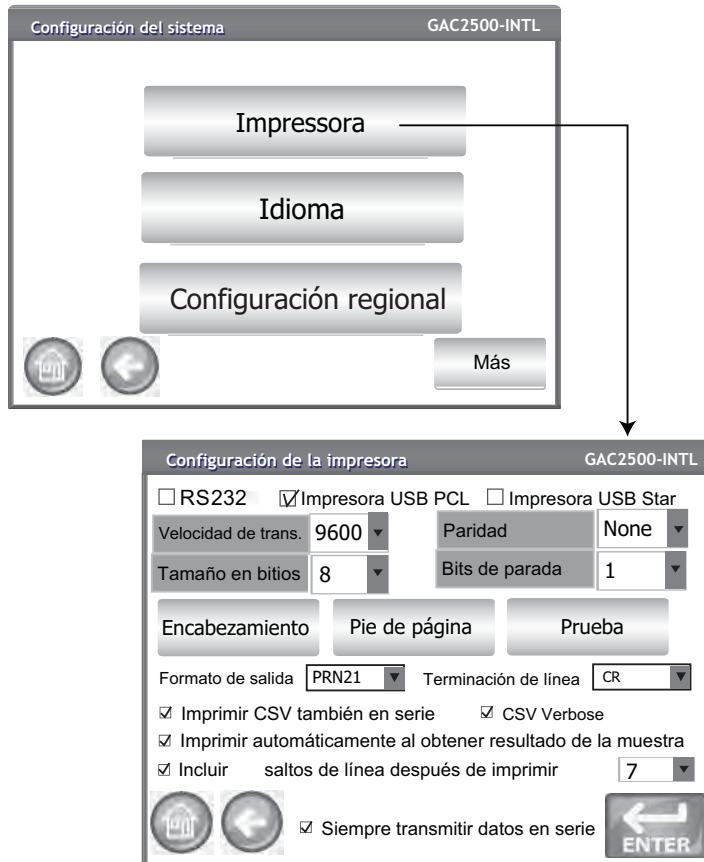 Configuración del sistema GAC2500-INTL
Impressora
Idioma
Configuración regional
Más
Configuración de la impresora GAC2500-INTL
RS232 Impresora USB PCL Impresora USB Star
Velocidad de trans. 9600 Paridad None
Tamaño en bitios 8 Bits de parada 1
Encabezamiento Pie de página Prueba
Formato de salida PRN21 Terminación de línea CR
Imprimir CSV también en serie CSV Verbose
Imprimir automáticamente al obtener resultado de la muestra
Incluir saltos de línea después de imprimir 7
Siempre transmitir datos en serie ENTER